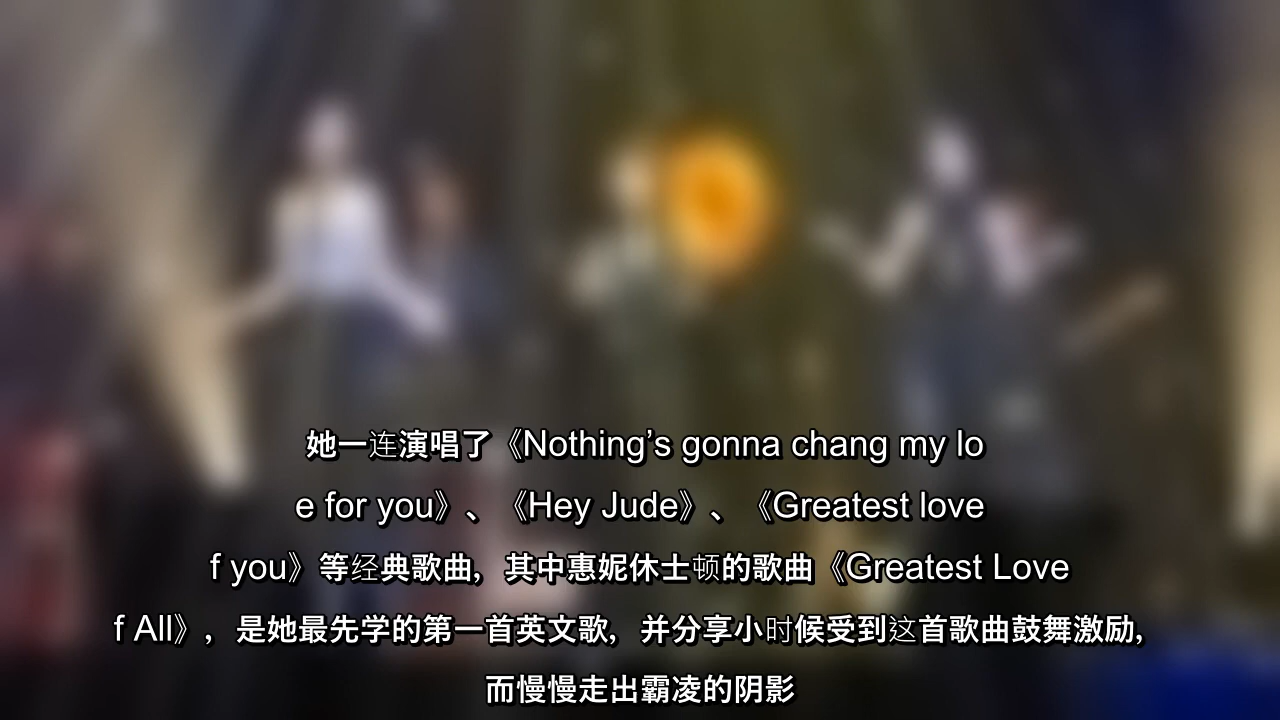 她一连演唱了《Nothing’s gonna chang my lo
e for you》、《Hey Jude》、《Greatest love
f you》等经典歌曲，其中惠妮休士顿的歌曲《Greatest Love
f All》，是她最先学的第一首英文歌，并分享小时候受到这首歌曲鼓舞激励，
而慢慢走出霸凌的阴影